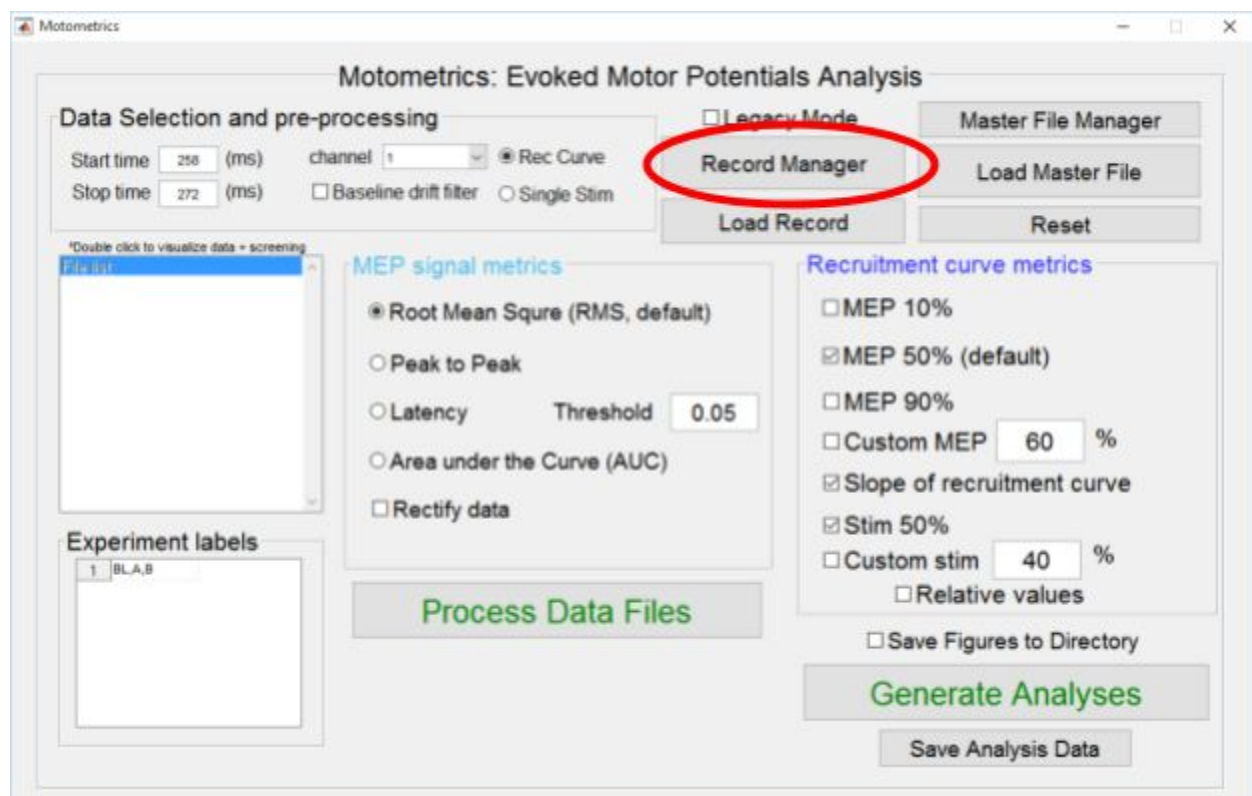 Motometrics
Motometrics: Evoked Motor Potentials Analysis
Data Selection and pre-processing
Start time 258 (ms) channel 1 Rec Curve
Stop time 272 (ms) Baseline drift filter Single Stim
Legacy Mode
Master File Manager
Record Manager
Load Master File
Load Record
Reset
*Double click to visualize data + screening
File list
MEP signal metrics
Root Mean Squre (RMS, default)
Peak to Peak
Latency Threshold 0.05
Area under the Curve (AUC)
Rectify data
Recruitment curve metrics
MEP 10%
MEP 50% (default)
MEP 90%
Custom MEP 60 %
Slope of recruitment curve
Stim 50%
Custom stim 40 %
Relative values
Experiment labels
1 BL,A,B
Process Data Files
Save Figures to Directory
Generate Analyses
Save Analysis Data